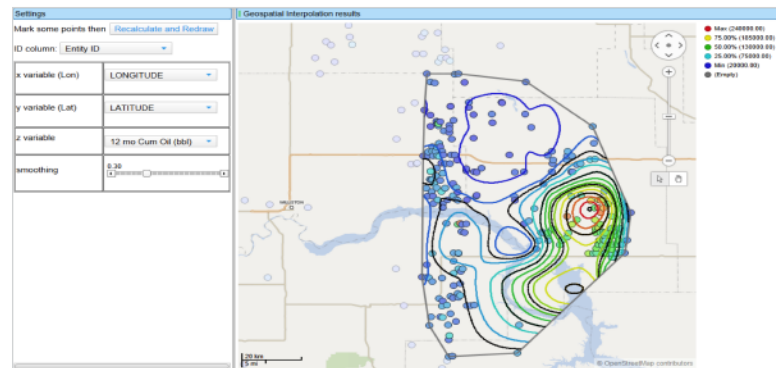 Settings
Mark some points then Recalculate and Redraw
ID column: Entity ID
x variable (Lon) LONGITUDE
y variable (Lat) LATITUDE
z variable 12 mo Cum Oil (bbl)
smoothing 0.30
Geospatial Interpolation results
Max (248000.00)
75.00% (185000.00)
50.00% (130000.00)
25.00% (75000.00)
Min (20000.00)
(Empty)
WILLISTON
20 km
5 mi
© OpenStreetMap contributors